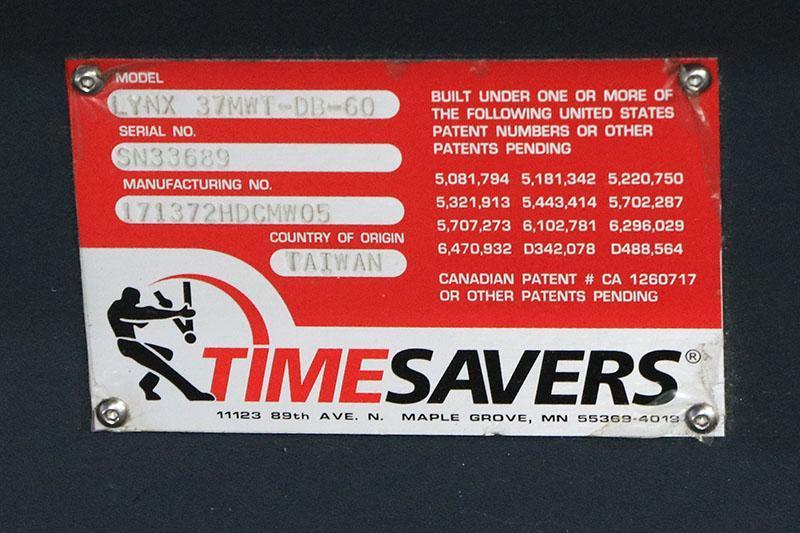 MODEL
LYNX 37MWT-DB-60
SERIAL NO.
SN33689
MANUFACTURING NO.
171372HDCMW05
COUNTRY OF ORIGIN
TAIWAN
BUILT UNDER ONE OR MORE OF
THE FOLLOWING UNITED STATES
PATENT NUMBERS OR OTHER
PATENTS PENDING
5,081,794 5,181,342 5,220,750
5,321,913 5,443,414 5,702,287
5,707,273 6,102,781 6,296,029
6,470,932 D342,078 D488,564
CANADIAN PATENT # CA 1260717
OR OTHER PATENTS PENDING
TIMESAVERS®
11123 89th AVE. N. MAPLE GROVE, MN 55369-4013